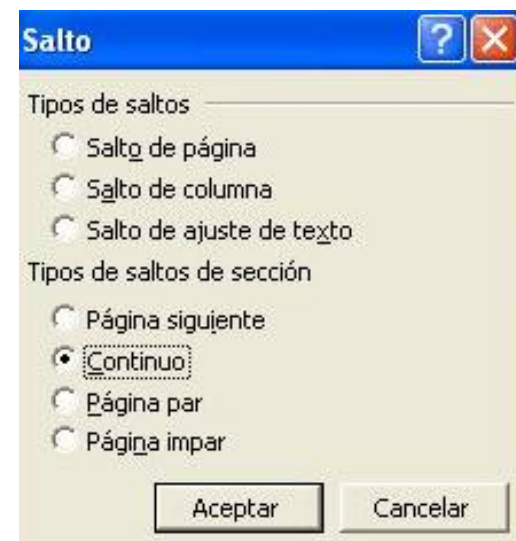 Salto
Tipos de saltos
Salto de página
Salto de columna
Salto de ajuste de texto
Tipos de saltos de sección
Página siguiente
Continuo
Página par
Página impar
Aceptar Cancelar